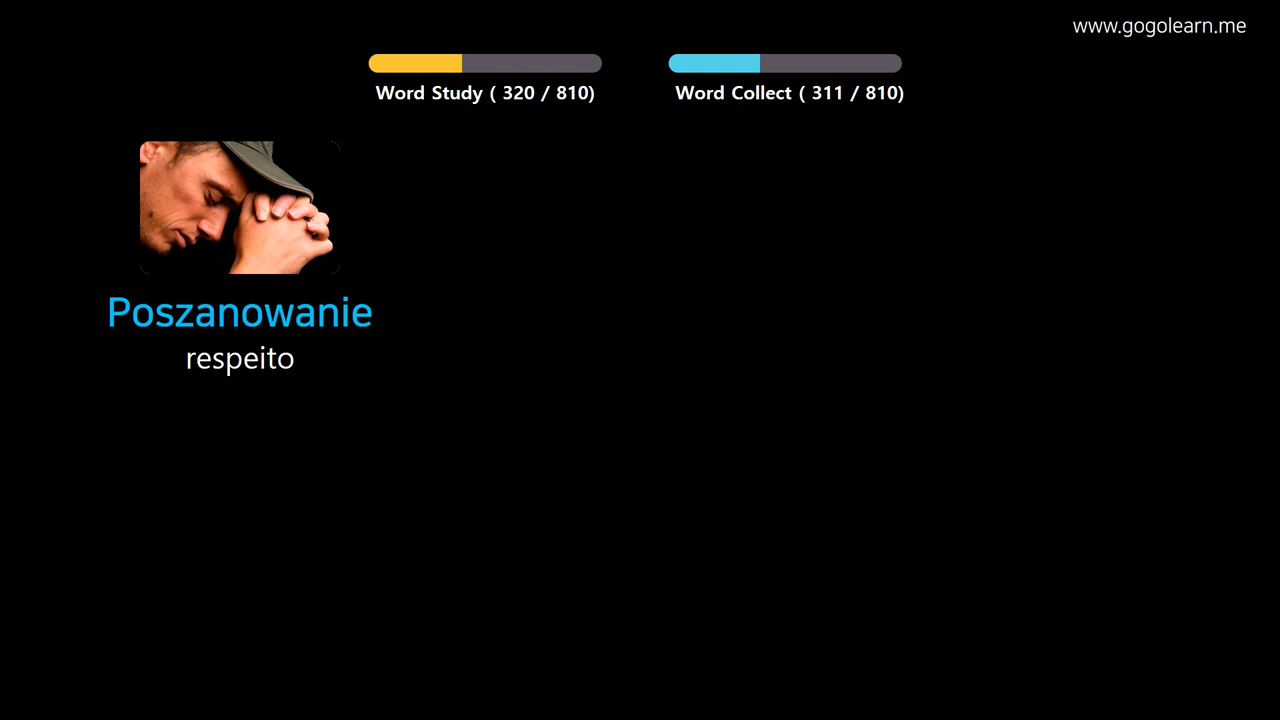 www.gogolearn.me
Word Study ( 320 / 810)
Word Collect ( 311 / 810)
Poszanowanie
respeito